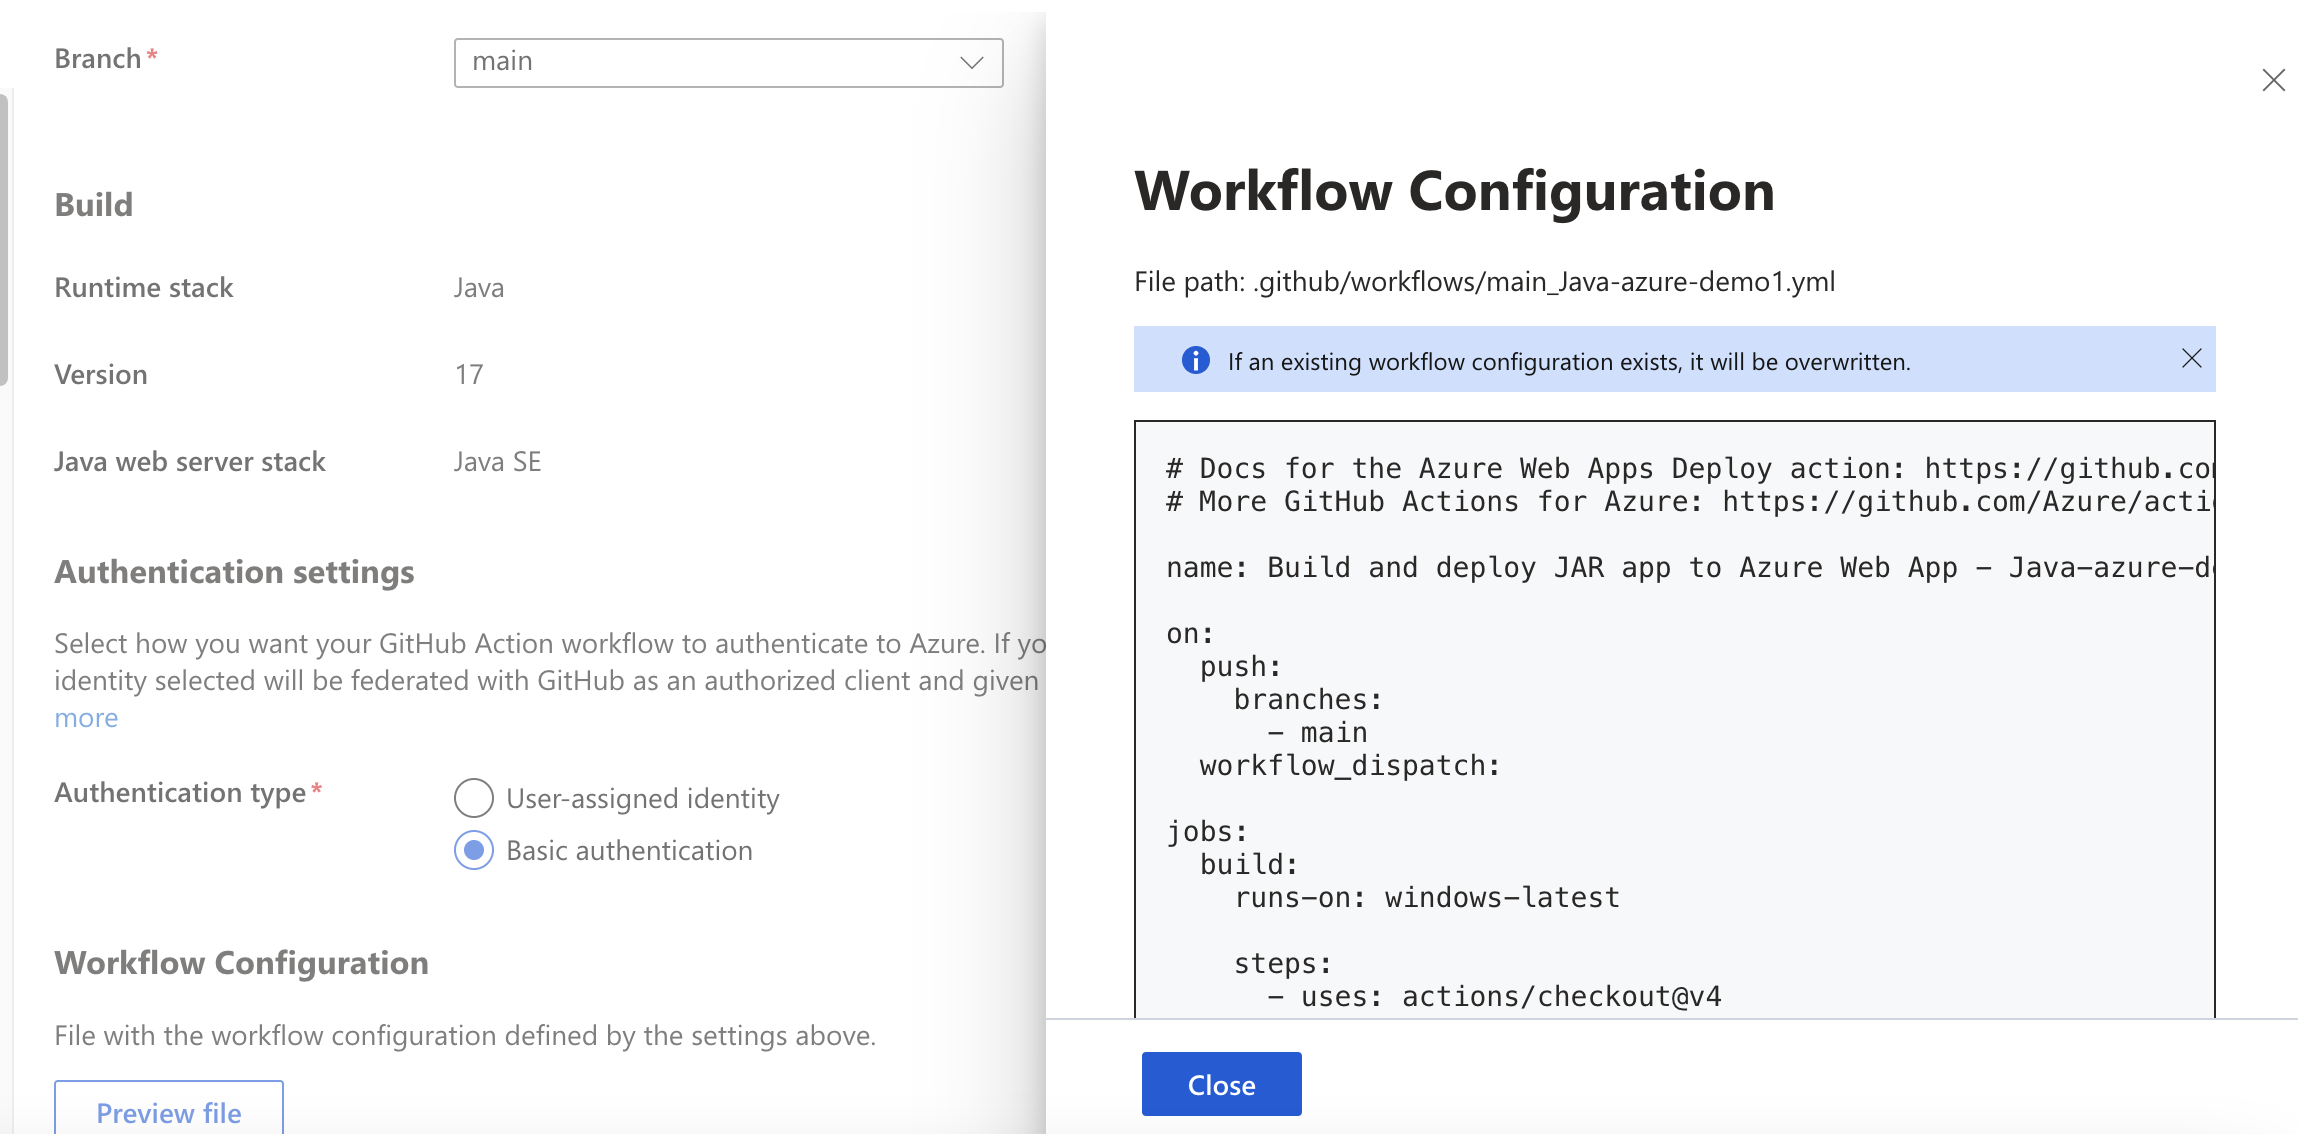 Branch *
main
Build
Runtime stack
Java
Version
17
Java web server stack
Java SE
Authentication settings
Select how you want your GitHub Action workflow to authenticate to Azure. If yo
identity selected will be federated with GitHub as an authorized client and given
more
Authentication type *
User-assigned identity
Basic authentication
Workflow Configuration
File with the workflow configuration defined by the settings above.
Preview file
Workflow Configuration
File path: .github/workflows/main_Java-azure-demo1.yml
If an existing workflow configuration exists, it will be overwritten.
# Docs for the Azure Web Apps Deploy action: https://github.co
# More GitHub Actions for Azure: https://github.com/Azure/acti
name: Build and deploy JAR app to Azure Web App - Java-azure-d
on:
  push:
    branches:
      - main
  workflow_dispatch:
jobs:
  build:
    runs-on: windows-latest
    steps:
      - uses: actions/checkout@v4
Close